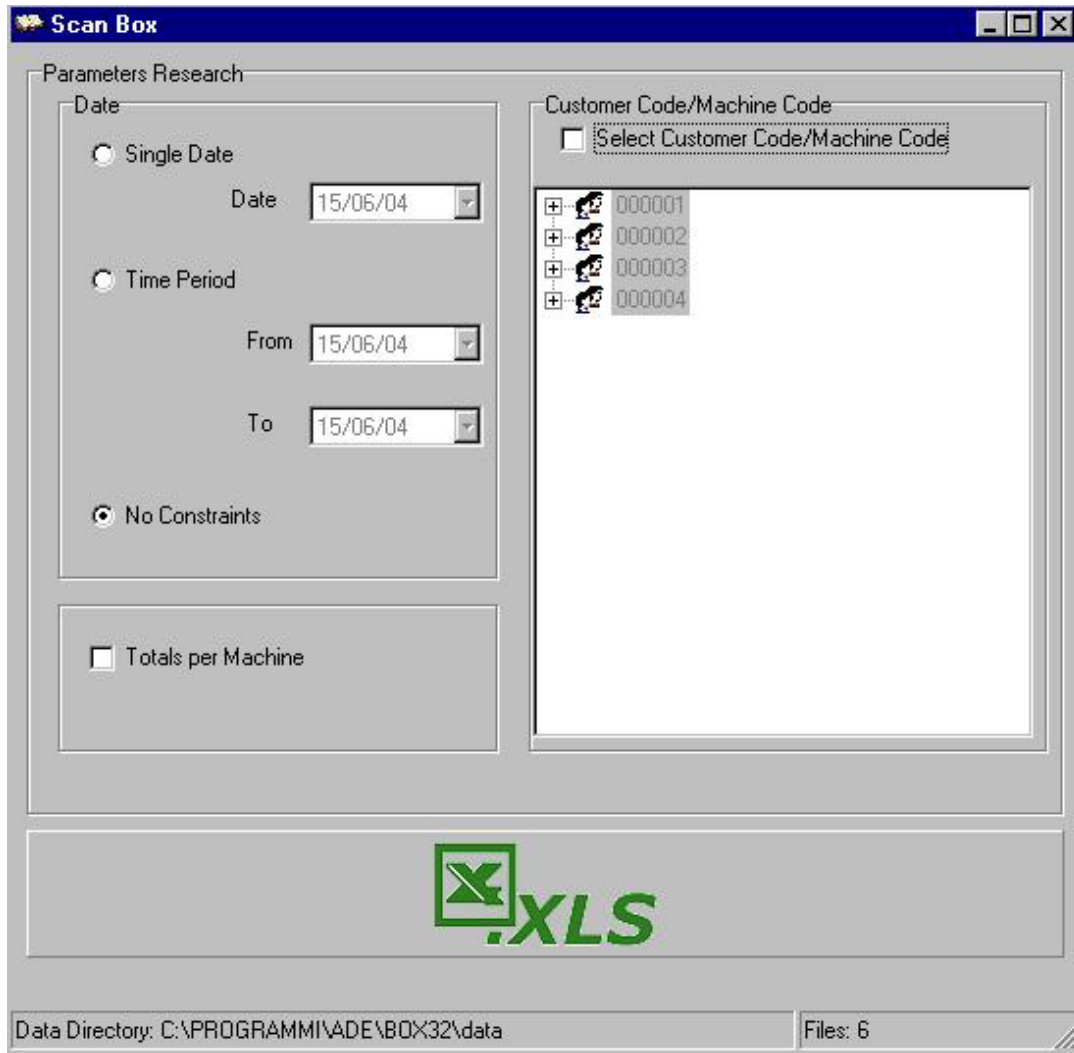 Scan Box
Parameters Research
Date
Single Date
Date 15/06/04
Time Period
From 15/06/04
To 15/06/04
No Constraints
Totals per Machine
Customer Code/Machine Code
Select Customer Code/Machine Code
000001
000002
000003
000004
.XLS
Data Directory: C:\PROGRAMMI\ADE\BOX32\data
Files: 6